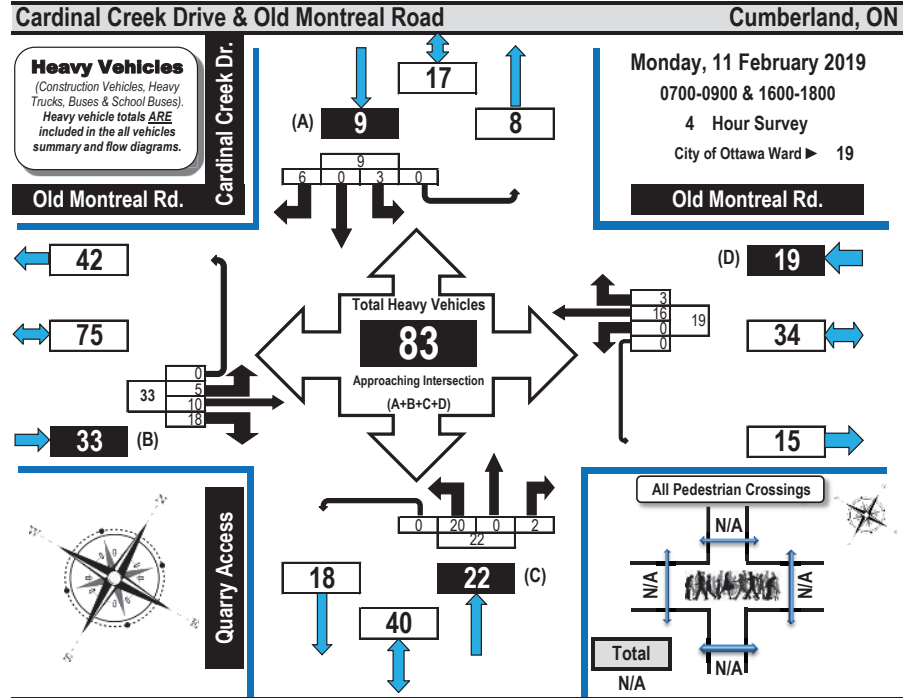 Cardinal Creek Drive & Old Montreal Road
Cumberland, ON
Heavy Vehicles
(Construction Vehicles, Heavy
Trucks, Buses & School Buses).
Heavy vehicle totals ARE
included in the all vehicles
summary and flow diagrams.
Cardinal Creek Dr.
Old Montreal Rd.
17
(A) 9
8
9
6 0 3 0
Monday, 11 February 2019
0700-0900 & 1600-1800
4 Hour Survey
City of Ottawa Ward ► 19
Old Montreal Rd.
42
75
33 (B)
33
0
5
10
18
Total Heavy Vehicles
83
Approaching Intersection
(A+B+C+D)
3
16
0
0
19
(D) 19
34
15
Quarry Access
N
E
S
W
0 20 0 2
22
18
40
22 (C)
All Pedestrian Crossings
N/A
N/A
N/A
N/A
Total
N/A